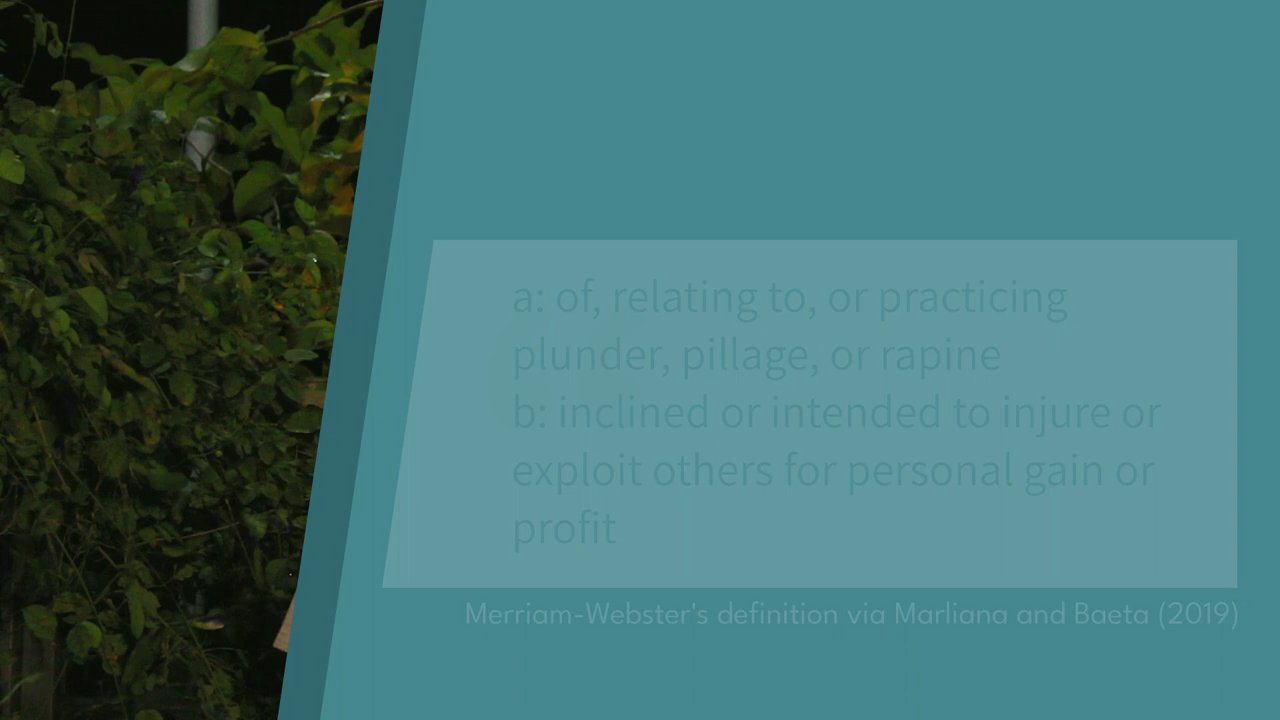 a: of, relating to, or practicing
plunder, pillage, or rapine
b: inclined or intended to injure or
exploit others for personal gain or
profit
Merriam-Webster's definition via Marliana and Baeta (2019)